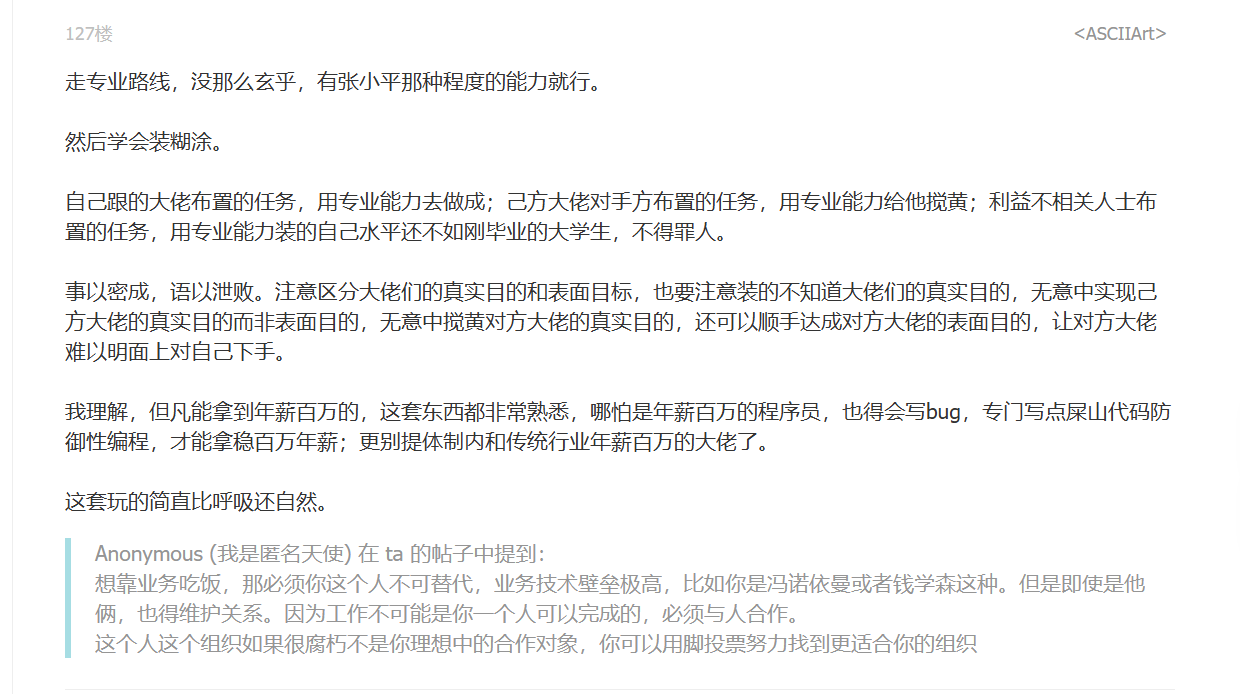 127楼
<ASCIIArt>
走专业路线，没那么玄乎，有张小平那种程度的能力就行。
然后学会装糊涂。
自己跟的大佬布置的任务，用专业能力去做成；己方大佬对手方布置的任务，用专业能力给他搅黄；利益不相关人士布
置的任务，用专业能力装的自己水平还不如刚毕业的大学生，不得罪人。
事以密成，语以泄败。注意区分大佬们的真实目的和表面目标，也要注意装的不知道大佬们的真实目的，无意中实现己
方大佬的真实目的而非表面目的，无意中搅黄对方大佬的真实目的，还可以顺手达成对方大佬的表面目的，让对方大佬
难以明面上对自己下手。
我理解，但凡能拿到年薪百万的，这套东西都非常熟悉，哪怕是年薪百万的程序员，也得会写bug，专门写点屎山代码防
御性编程，才能拿稳百万年薪；更别提体制内和传统行业年薪百万的大佬了。
这套玩的简直比呼吸还自然。
Anonymous (我是匿名天使) 在 ta 的帖子中提到：
想靠业务吃饭，那必须你这个人不可替代，业务技术壁垒极高，比如你是冯诺依曼或者钱学森这种。但是即使是他
俩，也得维护关系。因为工作不可能是你一个人可以完成的，必须与人合作。
这个人这个组织如果很腐朽不是你理想中的合作对象，你可以用脚投票努力找到更适合你的组织